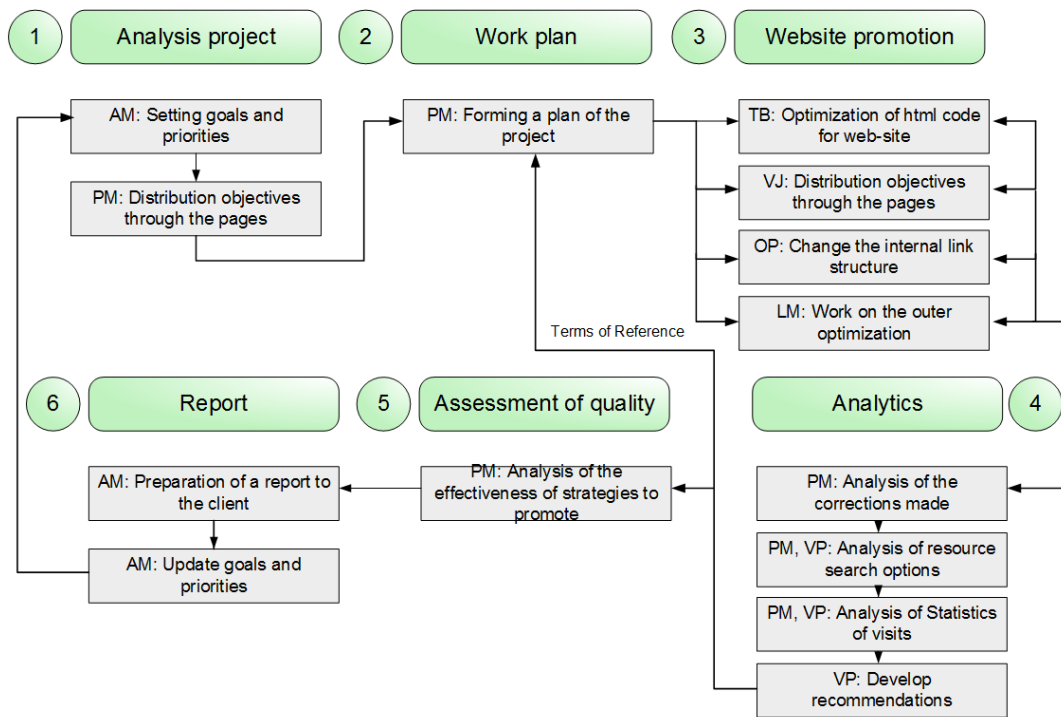 1
Analysis project
2
Work plan
3
Website promotion
AM: Setting goals and
priorities
PM: Distribution objectives
through the pages
PM: Forming a plan of the
project
TB: Optimization of html code
for web-site
VJ: Distribution objectives
through the pages
OP: Change the internal link
structure
LM: Work on the outer
optimization
Terms of Reference
6
Report
5
Assessment of quality
Analytics
4
AM: Preparation of a report to
the client
AM: Update goals and
priorities
PM: Analysis of the
effectiveness of strategies to
promote
PM: Analysis of the
corrections made
PM, VP: Analysis of resource
search options
PM, VP: Analysis of Statistics
of visits
VP: Develop
recommendations